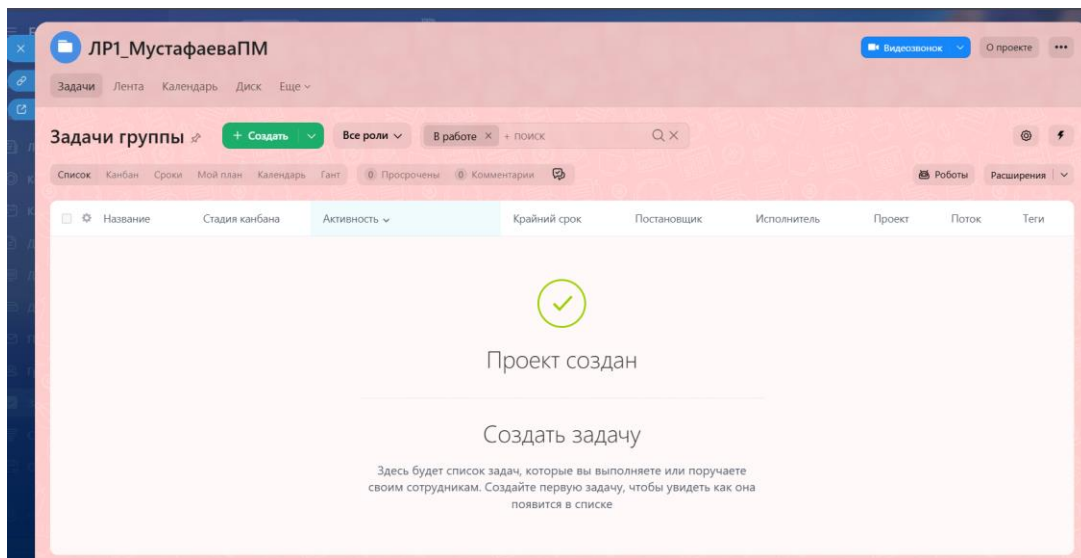 ЛР1_МустафаеваПМ
Видеозвонок
О проекте
Задачи Лента Календарь Диск Еще
Задачи группы
+ Создать
Все роли
В работе × + поиск
Список Канбан Сроки Мой план Календарь Гант 0 Просрочены 0 Комментарии
Роботы
Расширения
Название Стадия канбана Активность Крайний срок Постановщик Исполнитель Проект Поток Теги
Проект создан
Создать задачу
Здесь будет список задач, которые вы выполняете или поручаете
своим сотрудникам. Создайте первую задачу, чтобы увидеть как она
появится в списке